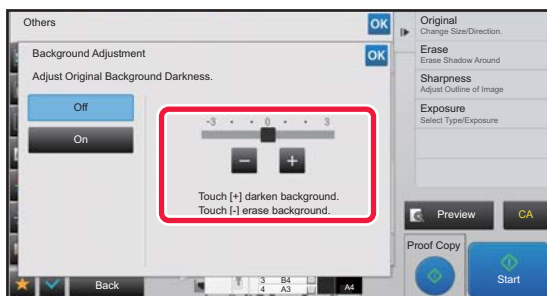 Others
OK
Background Adjustment
OK
Adjust Original Background Darkness.
Off
On
-3 • • 0 • • 3
− +
Touch [+] darken background.
Touch [-] erase background.
Back
3 B4
4 A3
A4
Original
Change Size/Direction.
Erase
Erase Shadow Around
Sharpness
Adjust Outline of Image
Exposure
Select Type/Exposure
Preview
CA
Proof Copy
Start